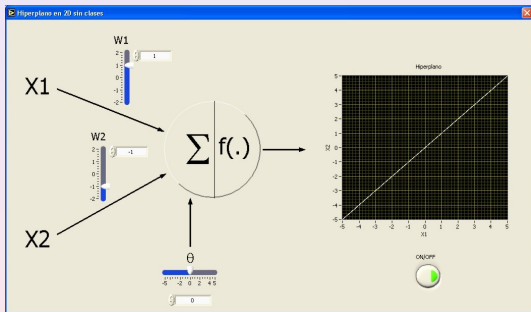 Hiperplano en 2D sin clases
W1
2
1
0
-1
-2
1
X1
W2
2
1
0
-1
-2
-1
X2
Σ f(.)
θ
-5 -4 -2 0 2 4 5
0
Hiperplano
X2
5
4
3
2
1
0
-1
-2
-3
-4
-5
-5 -4 -3 -2 -1 0 1 2 3 4 5
X1
ON/OFF